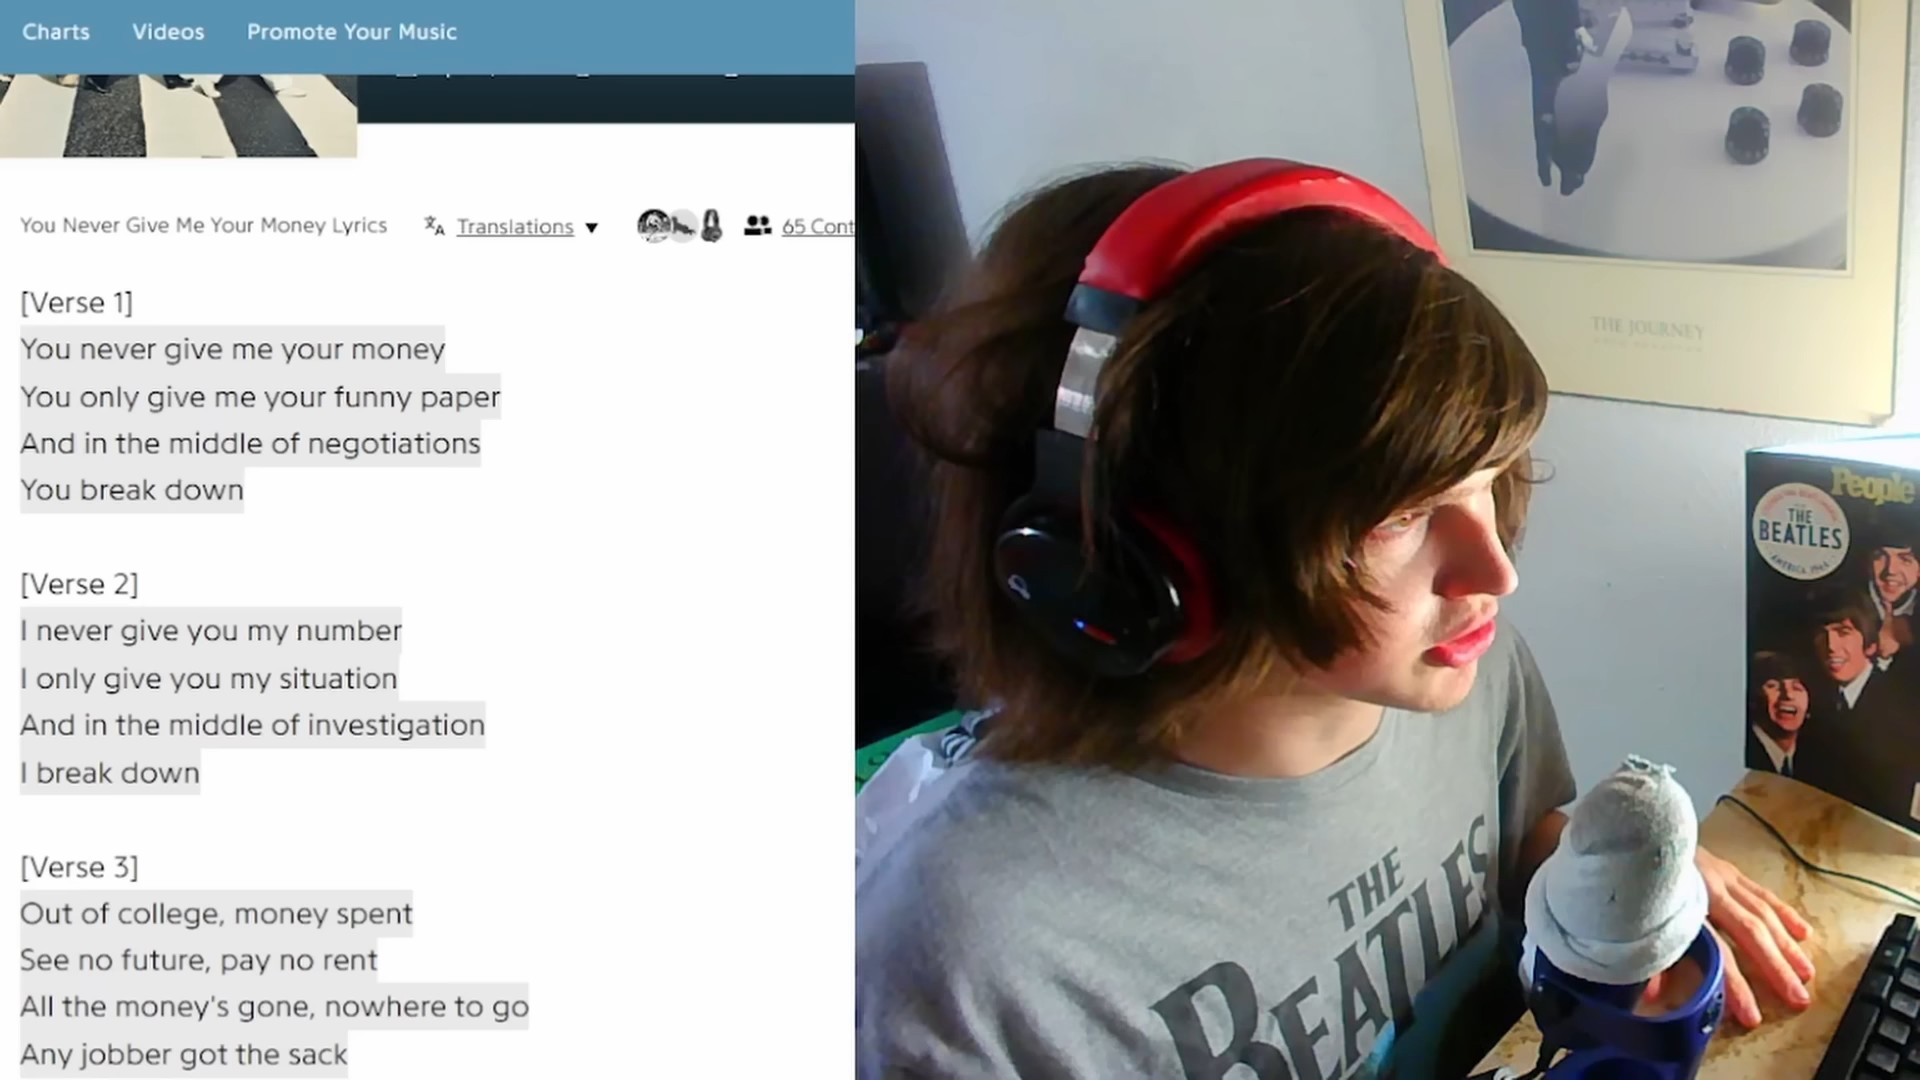 Charts Videos Promote Your Music
You Never Give Me Your Money Lyrics Translations 65 Cont
[Verse 1]
You never give me your money
You only give me your funny paper
And in the middle of negotiations
You break down
[Verse 2]
I never give you my number
I only give you my situation
And in the middle of investigation
I break down
[Verse 3]
Out of college, money spent
See no future, pay no rent
All the money's gone, nowhere to go
Any jobber got the sack
THE JOURNEY
People
THE
BEATLES
THE
BEATLES